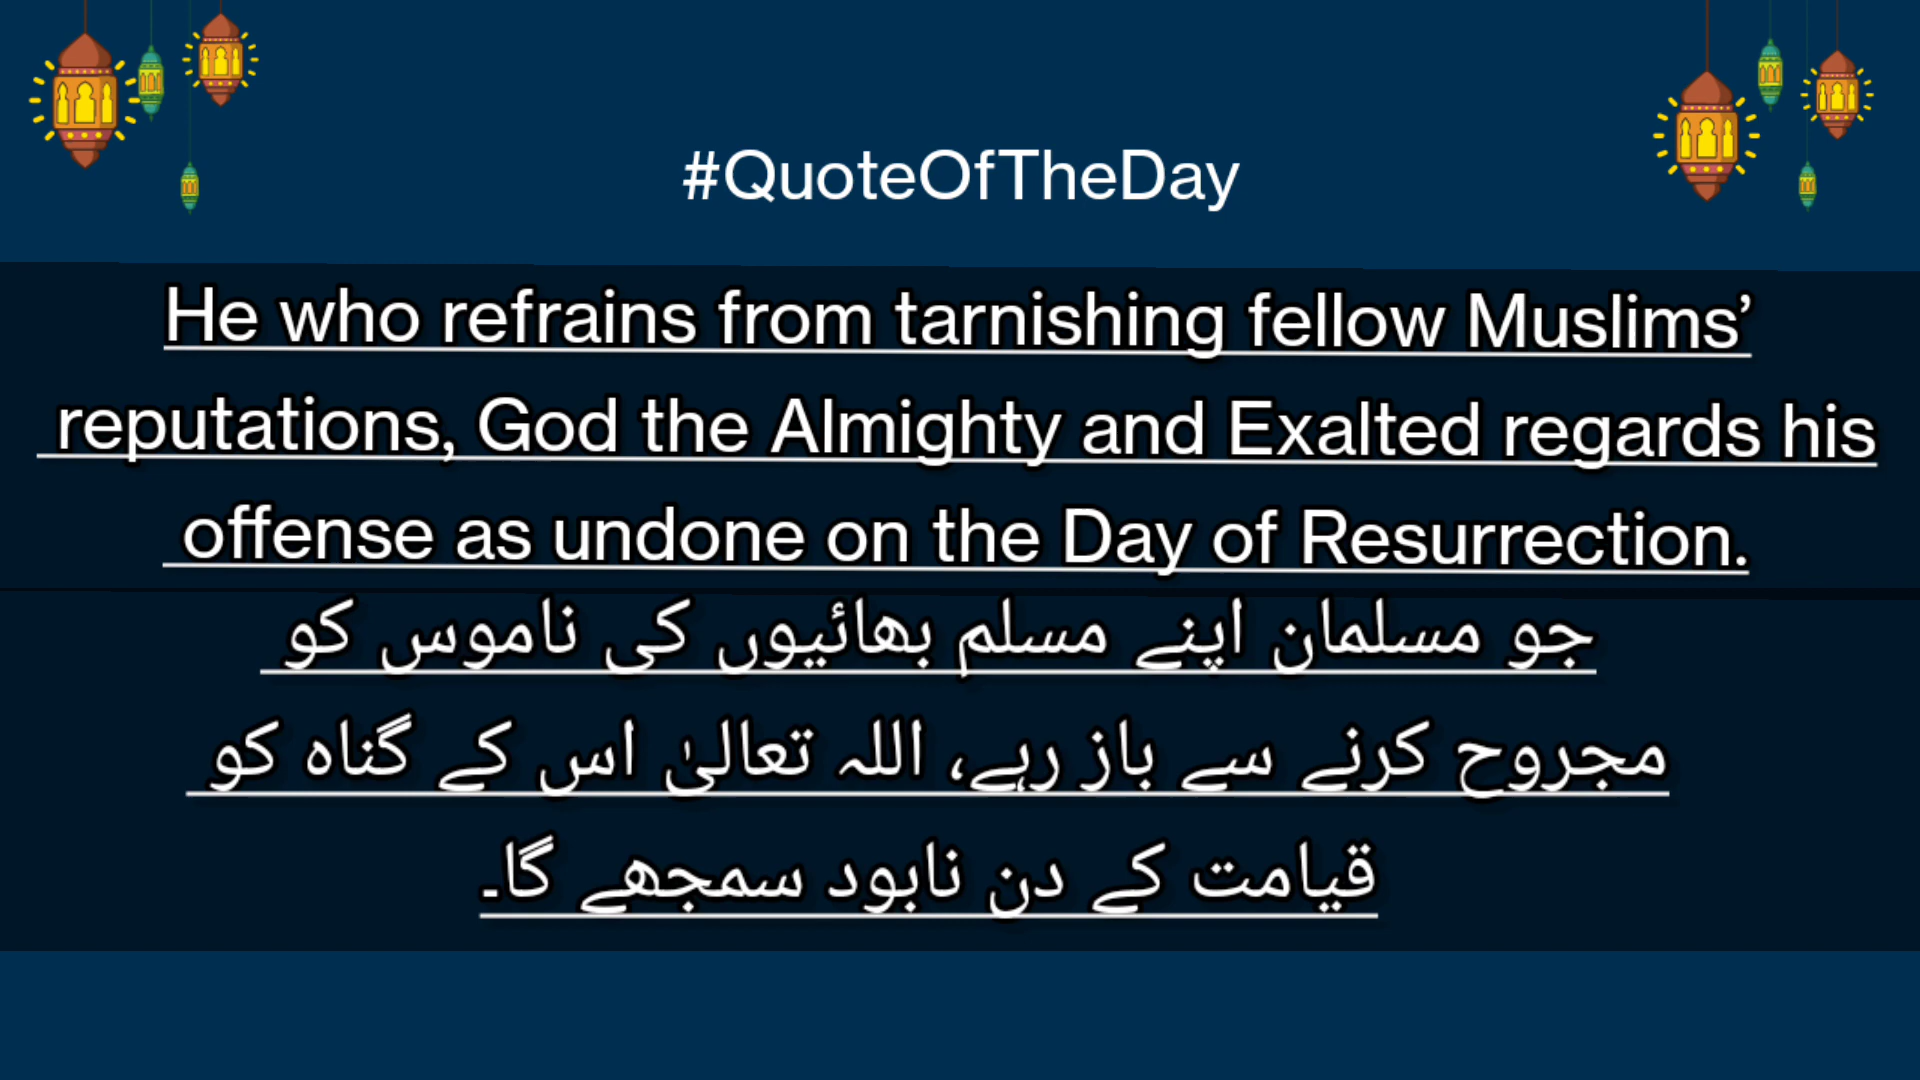 #QuoteOfTheDay
He who refrains from tarnishing fellow Muslims’
reputations, God the Almighty and Exalted regards his
offense as undone on the Day of Resurrection.
جو مسلمان اپنے مسلم بھائیوں کی ناموس کو
مجروح کرنے سے باز رہے، اللہ تعالیٰ اس کے گناہ کو
قیامت کے دن نابود سمجھے گا۔